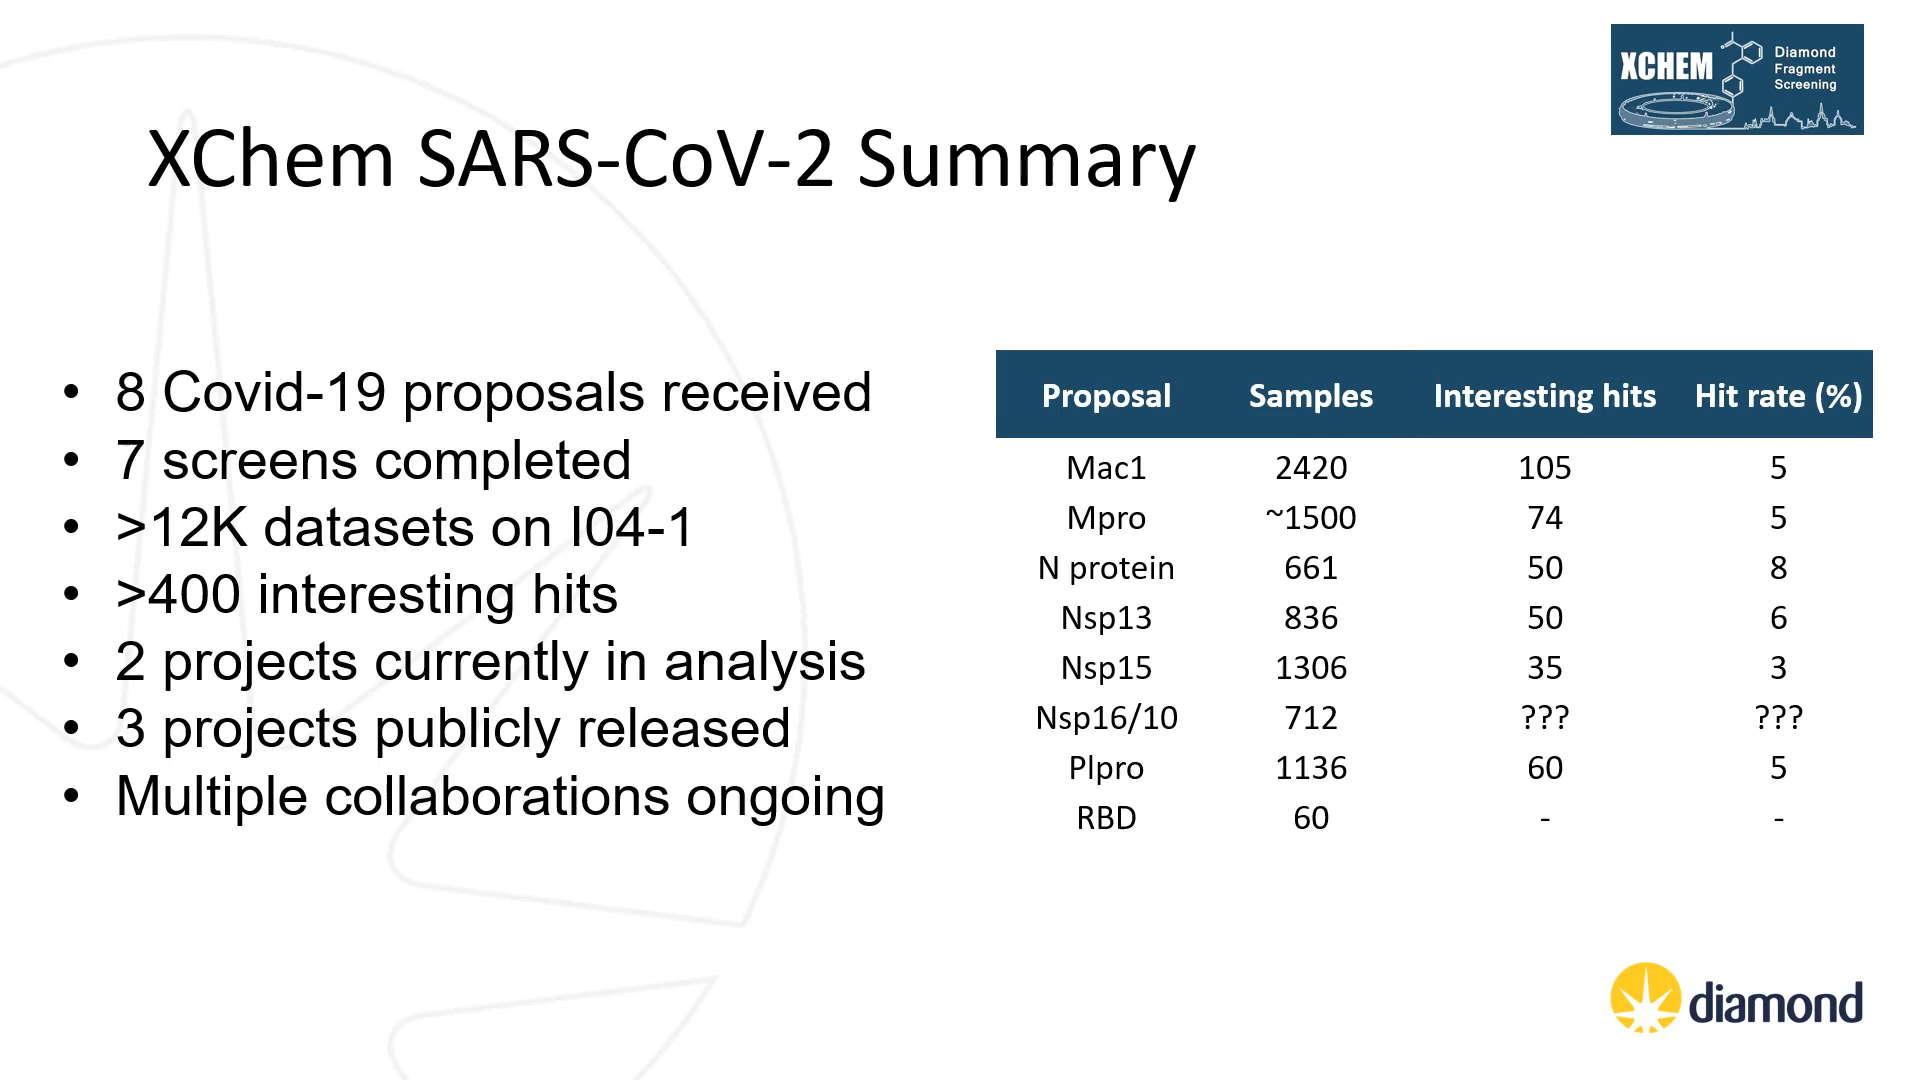 XCHEM
Diamond
Fragment
Screening
XChem SARS-CoV-2 Summary
• 8 Covid-19 proposals received
• 7 screens completed
• >12K datasets on I04-1
• >400 interesting hits
• 2 projects currently in analysis
• 3 projects publicly released
• Multiple collaborations ongoing
Proposal Samples Interesting hits Hit rate (%)
Mac1 2420 105 5
Mpro ~1500 74 5
N protein 661 50 8
Nsp13 836 50 6
Nsp15 1306 35 3
Nsp16/10 712 ??? ???
Plpro 1136 60 5
RBD 60 - -
diamond